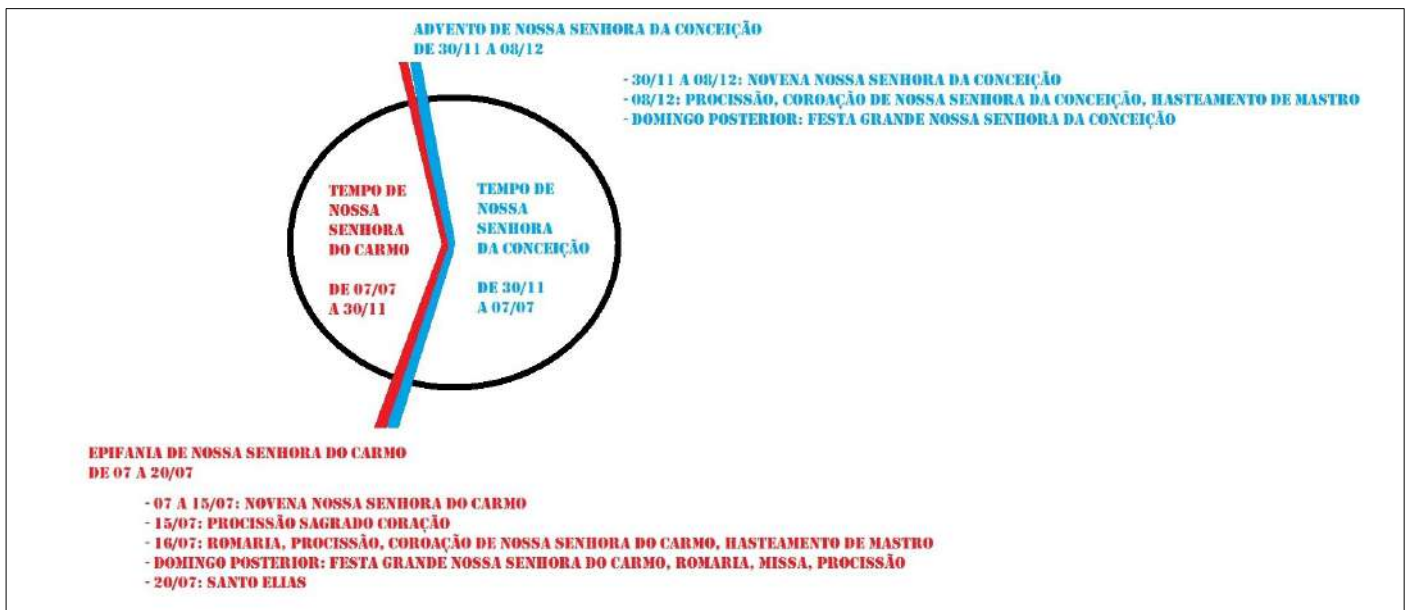 ADVENTO DE NOSSA SENHORA DA CONCEIÇÃO
DE 30/11 A 08/12
- 30/11 A 08/12: NOVENA NOSSA SENHORA DA CONCEIÇÃO
- 08/12: PROCISSÃO, COROAÇÃO DE NOSSA SENHORA DA CONCEIÇÃO, HASTEAMENTO DE MASTRO
- DOMINGO POSTERIOR: FESTA GRANDE NOSSA SENHORA DA CONCEIÇÃO
TEMPO DE
NOSSA
SENHORA
DO CARMO
DE 07/07
A 30/11
TEMPO DE
NOSSA
SENHORA
DA CONCEIÇÃO
DE 30/11
A 07/07
EPIFANIA DE NOSSA SENHORA DO CARMO
DE 07 A 20/07
- 07 A 15/07: NOVENA NOSSA SENHORA DO CARMO
- 15/07: PROCISSÃO SAGRADO CORAÇÃO
- 16/07: ROMARIA, PROCISSÃO, COROAÇÃO DE NOSSA SENHORA DO CARMO, HASTEAMENTO DE MASTRO
- DOMINGO POSTERIOR: FESTA GRANDE NOSSA SENHORA DO CARMO, ROMARIA, MISSA, PROCISSÃO
- 20/07: SANTO ELIAS